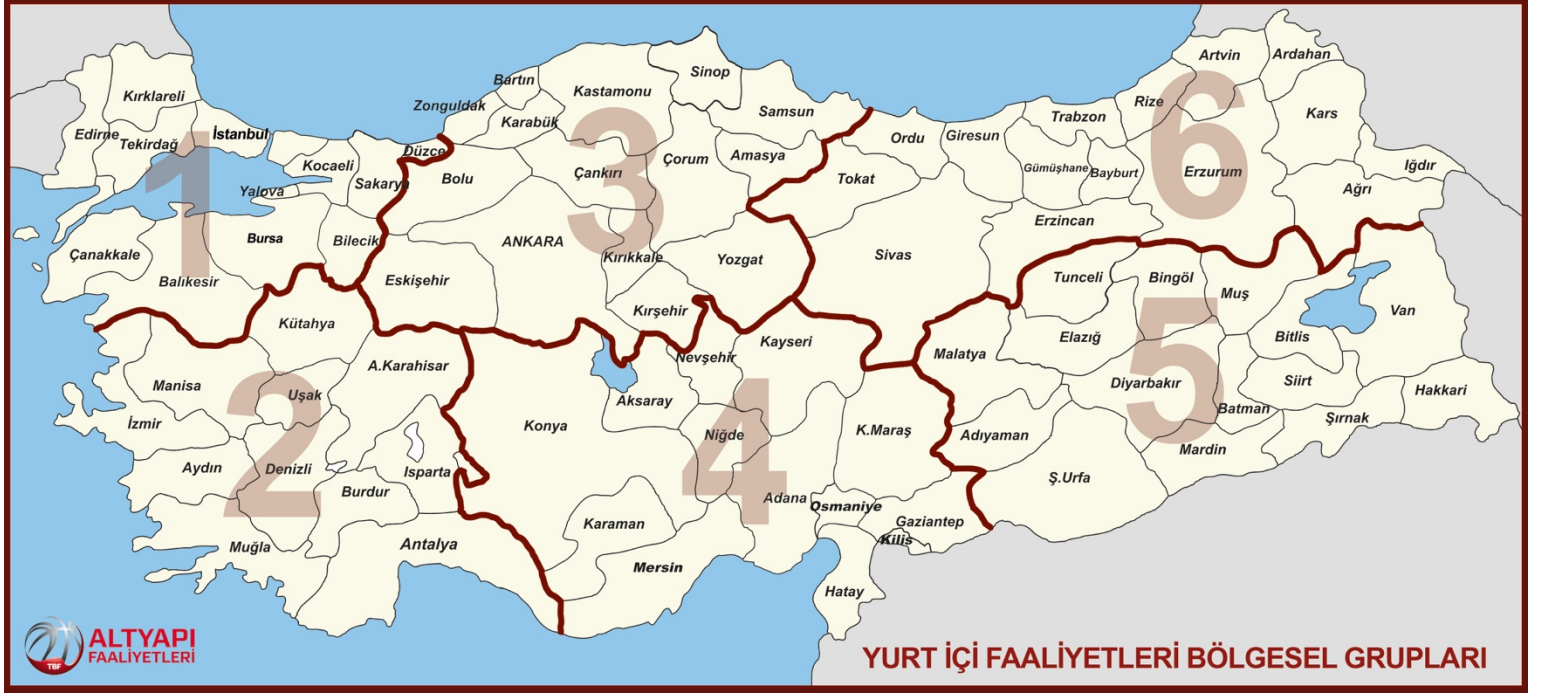 Kırklareli
Edirne
Tekirdağ
İstanbul
Kocaeli
Sakarya
Yalova
Bursa
Bilecik
Çanakkale
Balıkesir
1
Düzce
Zonguldak
Bartın
Karabük
Kastamonu
Sinop
Samsun
Bolu
Çankırı
Çorum
Amasya
ANKARA
Kırıkkale
Yozgat
Eskişehir
Kırşehir
3
Ordu
Giresun
Trabzon
Rize
Artvin
Ardahan
Kars
Iğdır
Tokat
Gümüşhane
Bayburt
Erzurum
Ağrı
Erzincan
Sivas
6
Kütahya
A.Karahisar
Manisa
Uşak
İzmir
Aydın
Denizli
Isparta
Burdur
Muğla
Antalya
2
Kayseri
Nevşehir
Aksaray
Konya
Niğde
K.Maraş
Adana
Osmaniye
Gaziantep
Kilis
Karaman
Mersin
Hatay
4
Tunceli
Bingöl
Muş
Van
Elazığ
Bitlis
Malatya
Diyarbakır
Siirt
Hakkari
Batman
Şırnak
Adıyaman
Mardin
Ş.Urfa
5
TBF
ALTYAPI
FAALİYETLERİ
YURT İÇİ FAALİYETLERİ BÖLGESEL GRUPLARI